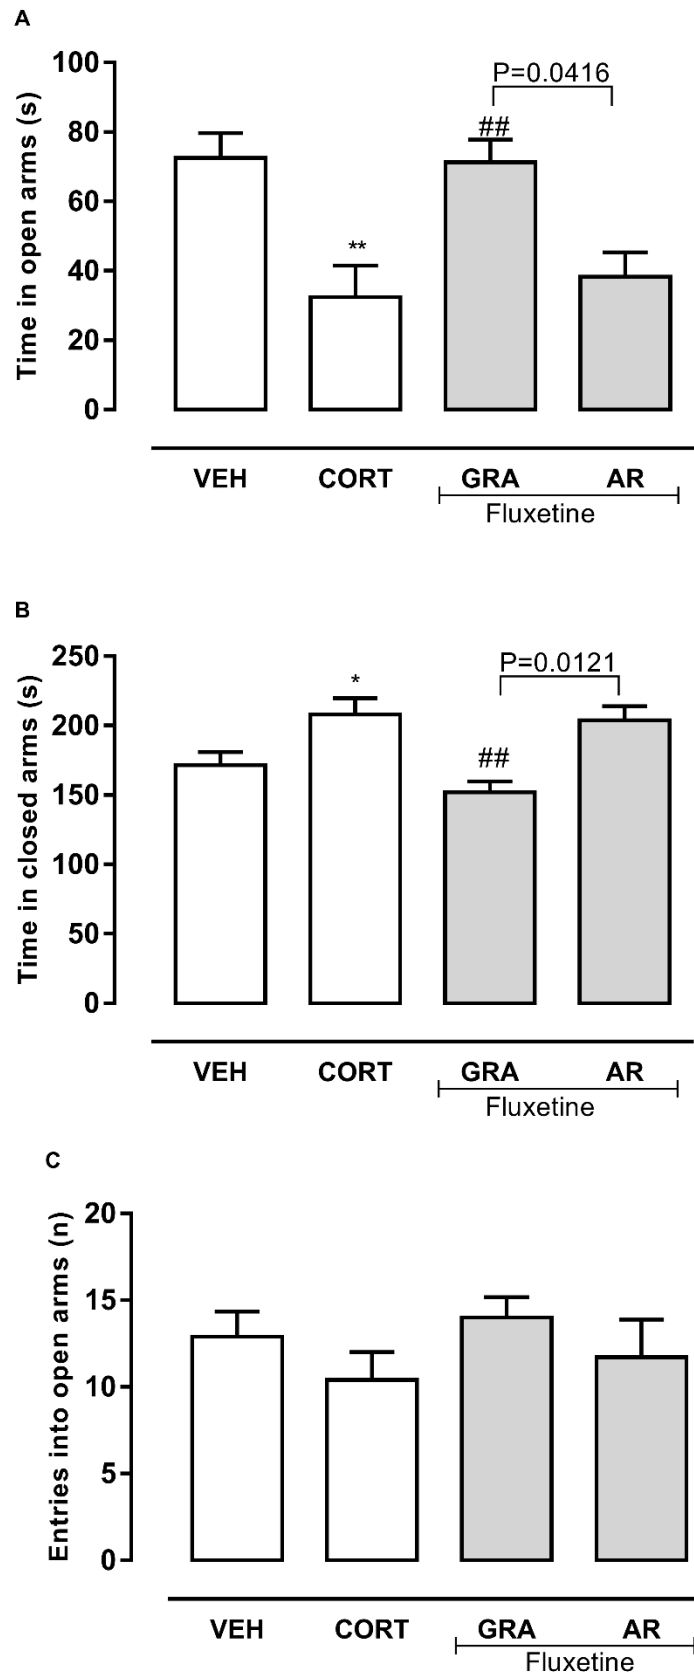 A
Time in open arms (s)
100
80
60
40
20
0
P=0.0416
##
**
VEH CORT GRA AR
Fluxetine
B
Time in closed arms (s)
250
200
150
100
50
0
P=0.0121
*
##
VEH CORT GRA AR
Fluxetine
C
Entries into open arms (n)
20
15
10
5
0
VEH CORT GRA AR
Fluxetine